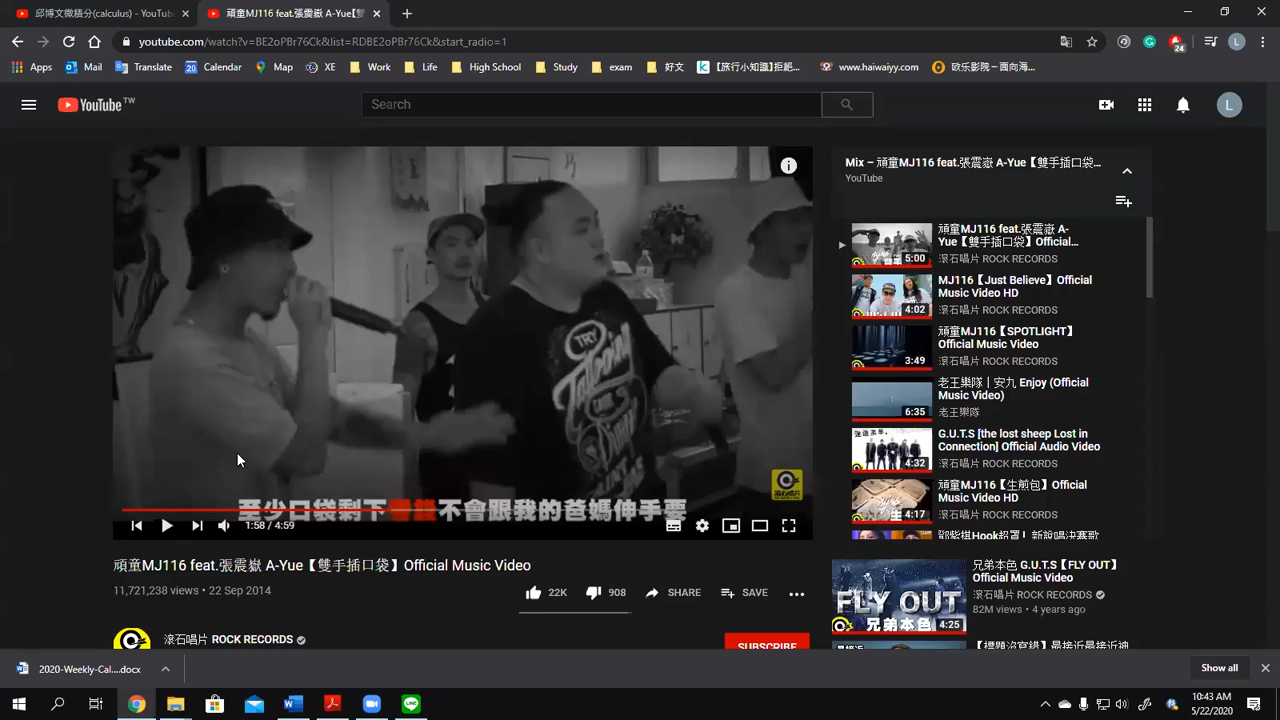 邱博文微積分(calculus) - YouTu
頑童MJ116 feat.張震嶽 A-Yue【雙
youtube.com/watch?v=BE2oPBr76Ck&list=RDBE2oPBr76Ck&start_radio=1
24
L
Apps
Mail
Translate
20 Calendar
Map
XE
Work
Life
High School
Study
exam
好文
【旅行小知識】拒絕...
www.haiwaiyy.com
欧乐影院－面向海...
YouTube TW
Search
L
Mix – 頑童MJ116 feat.張震嶽 A-Yue【雙手插口袋...
YouTube
頑童MJ116 feat.張震嶽 A-
Yue【雙手插口袋】Official...
滾石唱片 ROCK RECORDS
5:00
MJ116【Just Believe】Official
Music Video HD
滾石唱片 ROCK RECORDS
4:02
頑童MJ116【SPOTLIGHT】
Official Music Video
滾石唱片 ROCK RECORDS
3:49
老王樂隊丨安九 Enjoy (Official
Music Video)
老王樂隊
6:35
G.U.T.S [the lost sheep Lost in
Connection] Official Audio Video
滾石唱片 ROCK RECORDS
4:32
頑童MJ116【生煎包】Official
Music Video HD
滾石唱片 ROCK RECORDS
4:17
TRY
至少口袋剩下零錢不會跟我的爸媽伸手要
1:58 / 4:59
頑童MJ116 feat.張震嶽 A-Yue【雙手插口袋】Official Music Video
11,721,238 views • 22 Sep 2014
22K
908
SHARE
SAVE
滾石唱片 ROCK RECORDS
SUBSCRIBE
FLY OUT
兄弟本色
4:25
兄弟本色 G.U.T.S【FLY OUT】
Official Music Video
滾石唱片 ROCK RECORDS
82M views • 4 years ago
2020-Weekly-Cal....docx
Show all
10:43 AM
5/22/2020